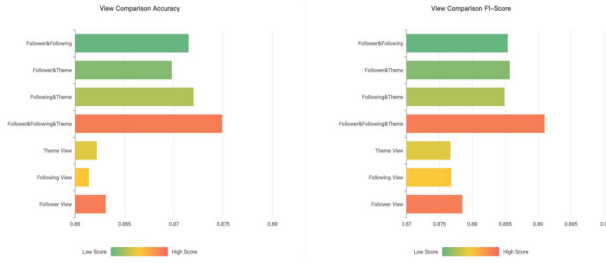 View Comparison Accuracy
Follower&Following
Follower&Theme
Following&Theme
Follower&Following&Theme
Theme View
Following View
Follower View
0.86 0.865 0.87 0.875 0.88
Low Score High Score
View Comparison F1-Score
Follower&Following
Follower&Theme
Following&Theme
Follower&Following&Theme
Theme View
Following View
Follower View
0.87 0.875 0.88 0.885 0.89 0.895
Low Score High Score